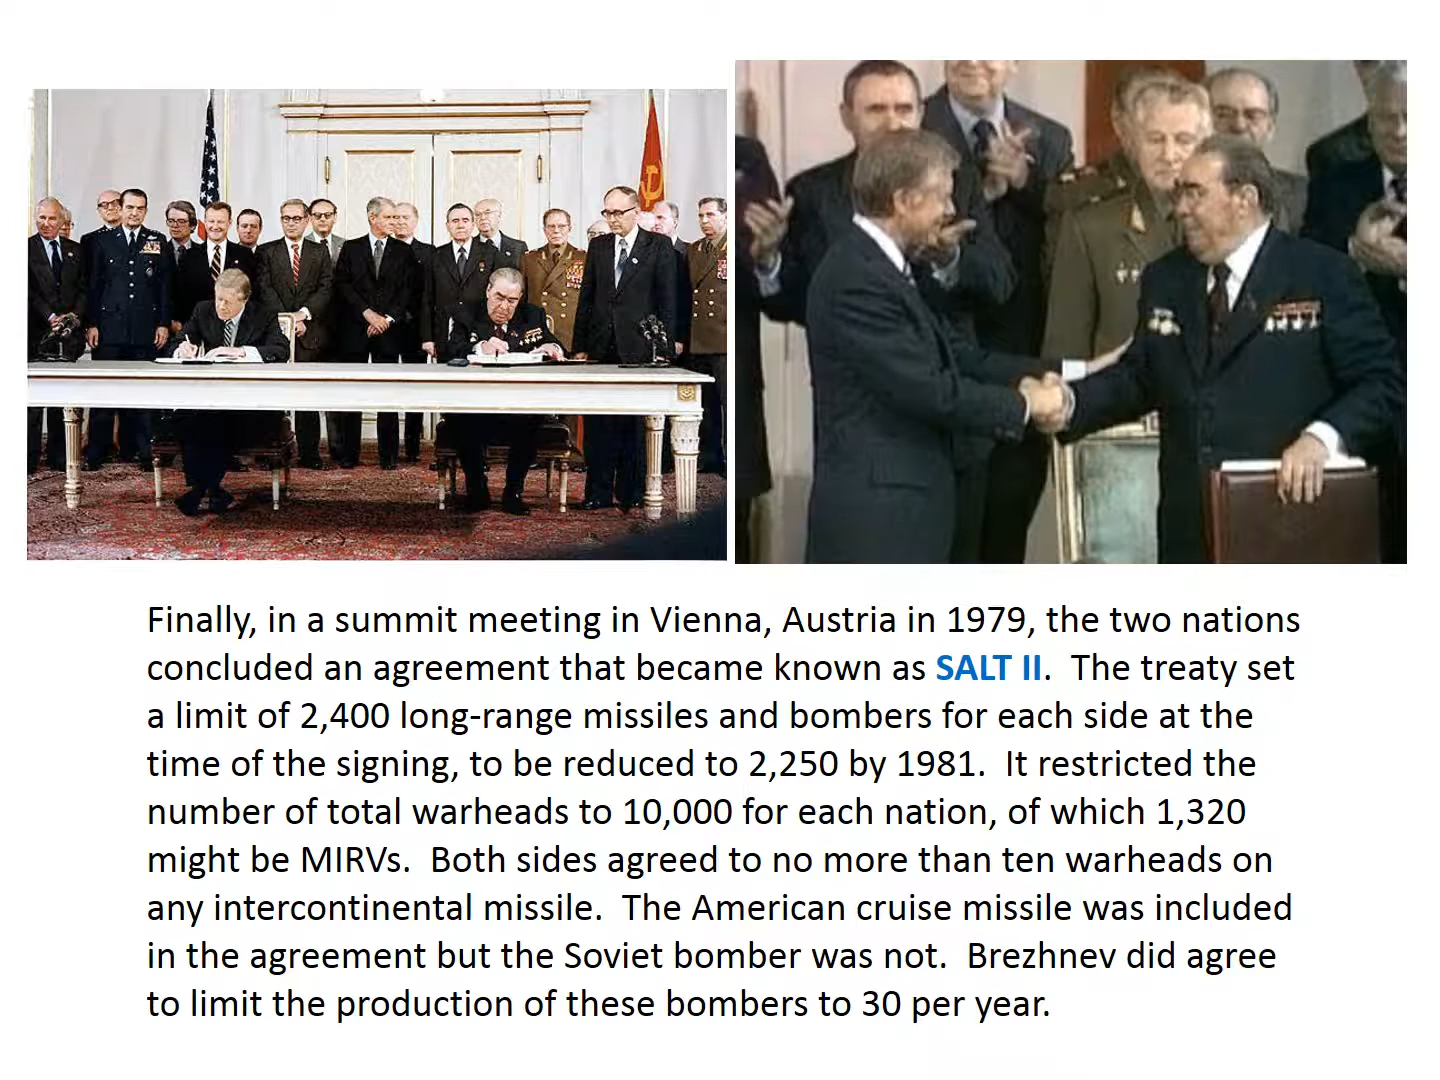 Finally, in a summit meeting in Vienna, Austria in 1979, the two nations
concluded an agreement that became known as SALT II.  The treaty set
a limit of 2,400 long-range missiles and bombers for each side at the
time of the signing, to be reduced to 2,250 by 1981.  It restricted the
number of total warheads to 10,000 for each nation, of which 1,320
might be MIRVs.  Both sides agreed to no more than ten warheads on
any intercontinental missile.  The American cruise missile was included
in the agreement but the Soviet bomber was not.  Brezhnev did agree
to limit the production of these bombers to 30 per year.